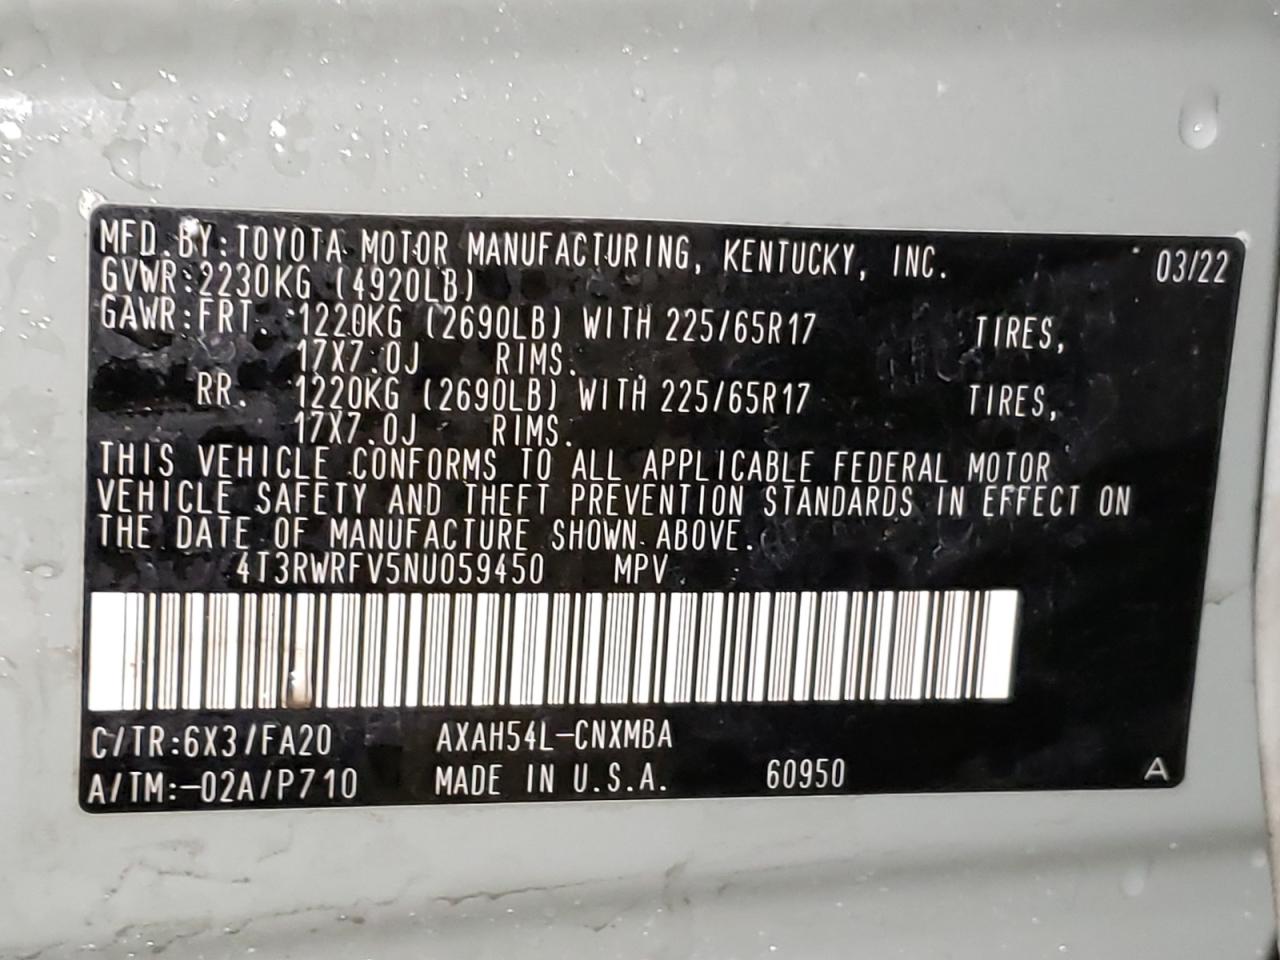 MFD.BY:TOYOTA MOTOR MANUFACTURING, KENTUCKY, INC. 03/22
GVWR:2230KG (4920LB)
GAWR:FRT. 1220KG (2690LB) WITH 225/65R17 TIRES,
17X7.0J RIMS.
RR. 1220KG (2690LB) WITH 225/65R17 TIRES,
17X7.0J RIMS.
THIS VEHICLE CONFORMS TO ALL APPLICABLE FEDERAL MOTOR
VEHICLE SAFETY AND THEFT PREVENTION STANDARDS IN EFFECT ON
THE DATE OF MANUFACTURE SHOWN ABOVE.
4T3RWRFV5NU059450 MPV
C/TR:6X3/FA20 AXAH54L-CNXMBA
A/TM:-02A/P710 MADE IN U.S.A. 60950 A